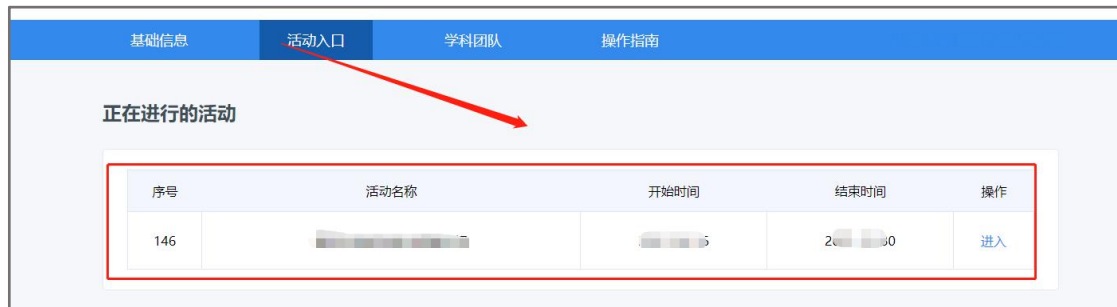 基础信息 活动入口 学科团队 操作指南
正在进行的活动
序号 活动名称 开始时间 结束时间 操作
146 进入